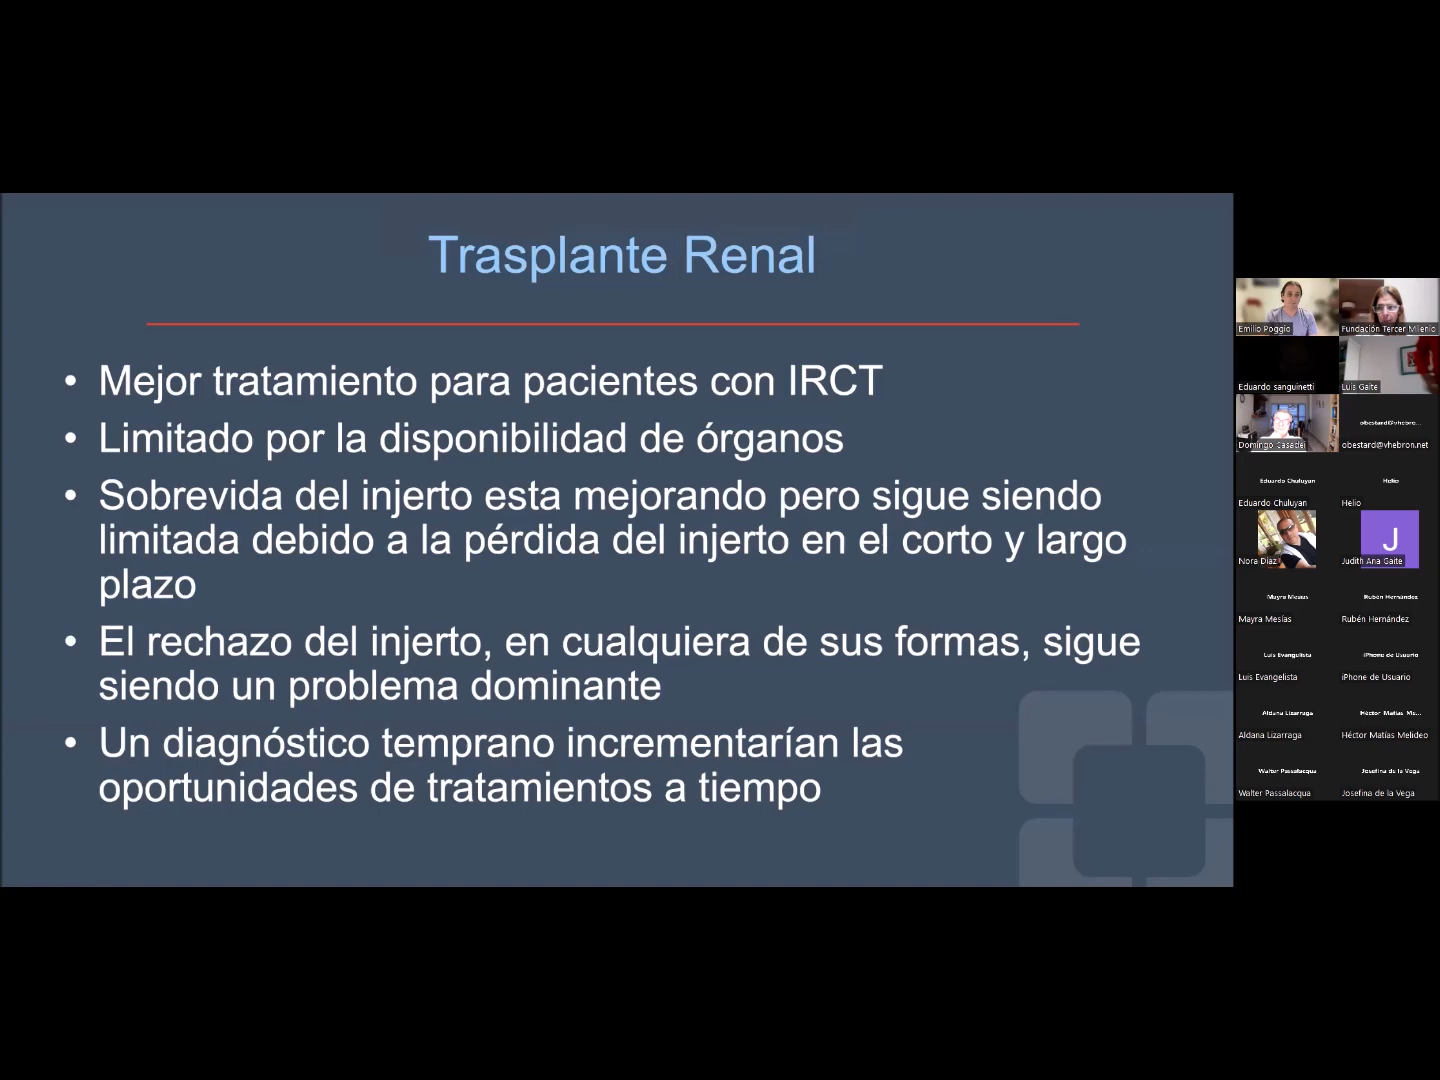 Trasplante Renal
• Mejor tratamiento para pacientes con IRCT
• Limitado por la disponibilidad de órganos
• Sobrevida del injerto esta mejorando pero sigue siendo
limitada debido a la pérdida del injerto en el corto y largo
plazo
• El rechazo del injerto, en cualquiera de sus formas, sigue
siendo un problema dominante
• Un diagnóstico temprano incrementarían las
oportunidades de tratamientos a tiempo
Emilio Poggio
Fundación Tercer Milenio
Eduardo sanguinetti
Luis Gaite
Domingo Casadei
obestard@vhebro...
obestard@vhebron.net
Eduardo Chuluyan
Helio
Eduardo Chuluyan
Helio
Nora Díaz
J
Judith Ana Gaite
Mayra Mesías
Rubén Hernández
Mayra Mesías
Rubén Hernández
Luis Evangelista
iPhone de Usuario
Luis Evangelista
iPhone de Usuario
Aldana Lizarraga
Héctor Matías Me...
Aldana Lizarraga
Héctor Matías Melideo
Walter Passalacqua
Josefina de la Vega
Walter Passalacqua
Josefina de la Vega